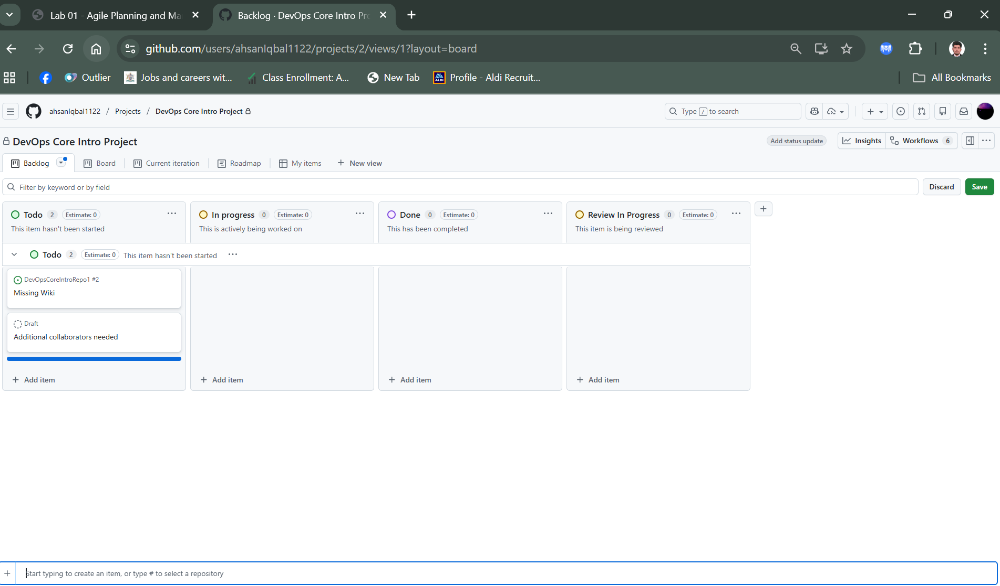 Lab 01 - Agile Planning and Ma
Backlog · DevOps Core Intro Pr
github.com/users/ahsanIqbal1122/projects/2/views/1?layout=board
Outlier
Jobs and careers wit...
Class Enrollment: A...
New Tab
ALDI
Profile - Aldi Recruit...
All Bookmarks
ahsanIqbal1122 / Projects / DevOps Core Intro Project
Type / to search
DevOps Core Intro Project
Add status update
Insights
Workflows 6
Backlog
Board
Current iteration
Roadmap
My items
New view
Filter by keyword or by field
Discard
Save
Todo 2 Estimate: 0
This item hasn't been started
In progress 0 Estimate: 0
This is actively being worked on
Done 0 Estimate: 0
This has been completed
Review In Progress 0 Estimate: 0
This item is being reviewed
Todo 2 Estimate: 0 This item hasn't been started
DevOpsCoreIntroRepo1 #2
Missing Wiki
Draft
Additional collaborators needed
Add item
Add item
Add item
Add item
Start typing to create an item, or type # to select a repository